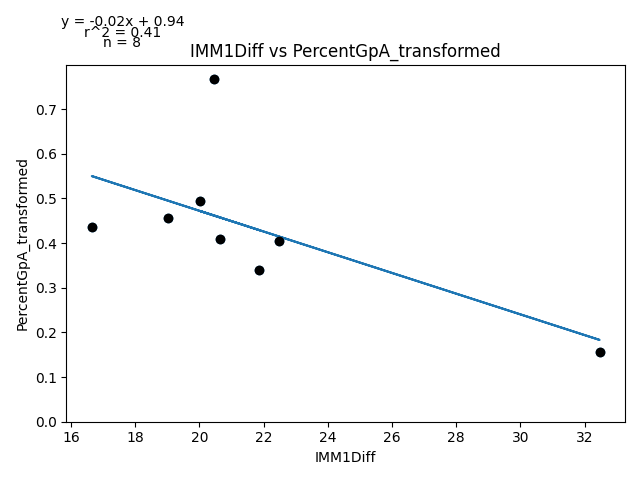 y = -0.02x + 0.94
r^2 = 0.41
n = 8
IMM1Diff vs PercentGpA_transformed
PercentGpA_transformed
0.7
0.6
0.5
0.4
0.3
0.2
0.1
0.0
16 18 20 22 24 26 28 30 32
IMM1Diff